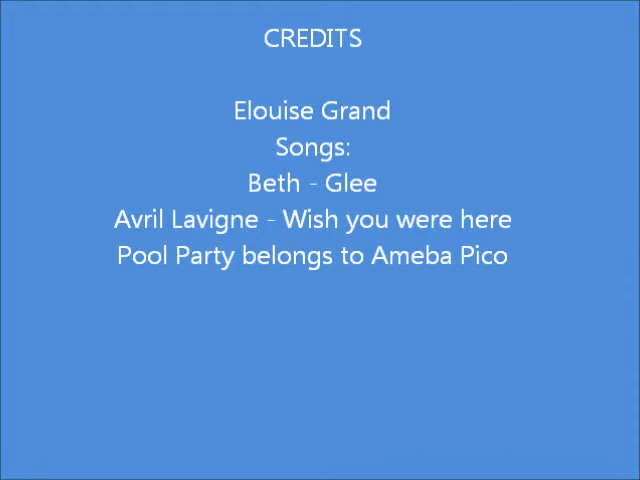 CREDITS
Elouise Grand
Songs:
Beth - Glee
Avril Lavigne - Wish you were here
Pool Party belongs to Ameba Pico